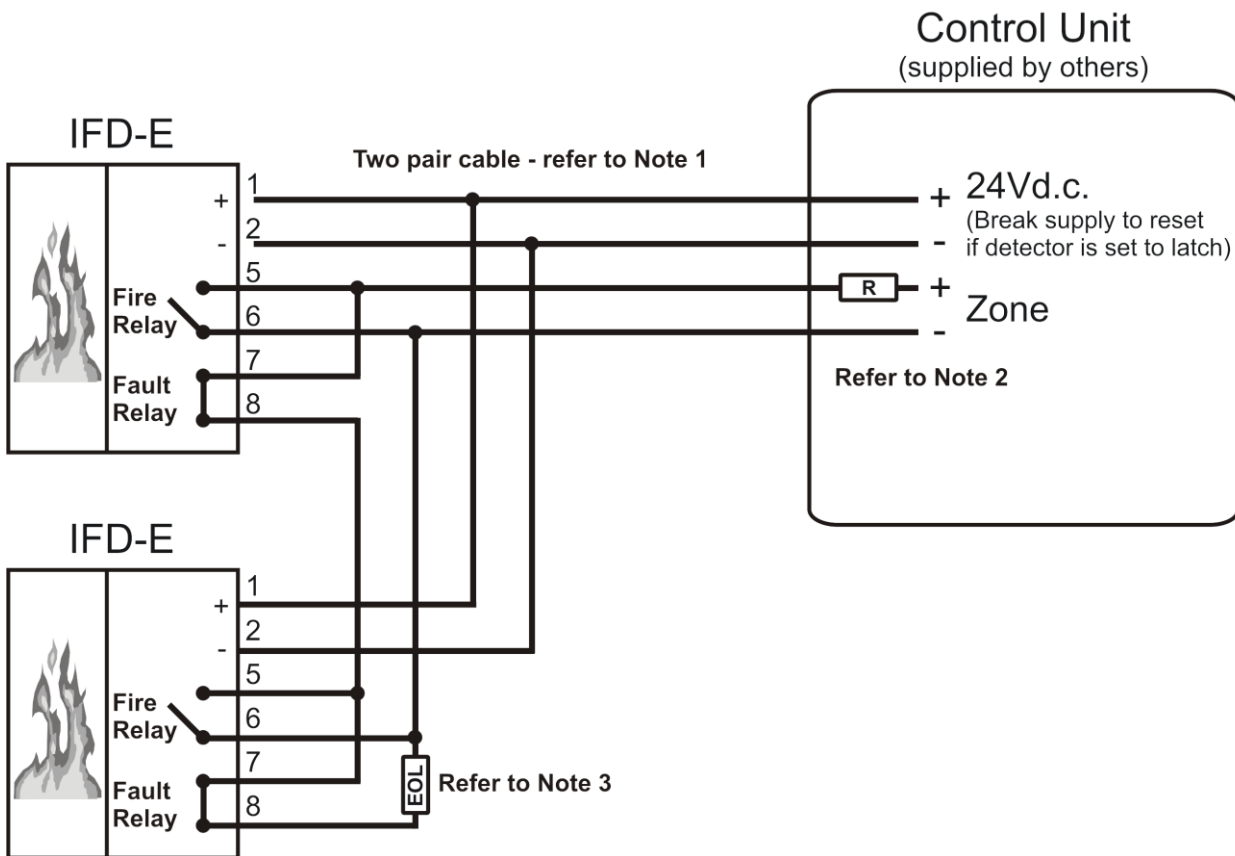 Control Unit
(supplied by others)
IFD-E
Two pair cable - refer to Note 1
+ 1
- 2
5
Fire
Relay
6
7
Fault
Relay
8
+ 24Vd.c.
(Break supply to reset
- if detector is set to latch)
R +
Zone
-
Refer to Note 2
IFD-E
+ 1
- 2
5
Fire
Relay
6
7
Fault
Relay
8
EOL
Refer to Note 3